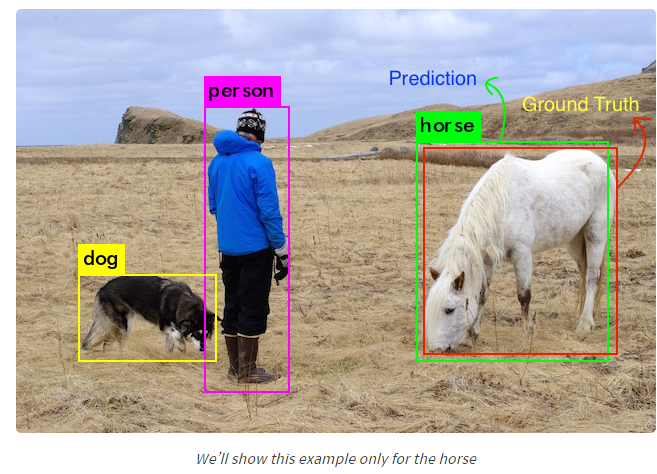 person
Prediction
Ground Truth
horse
dog
We'll show this example only for the horse